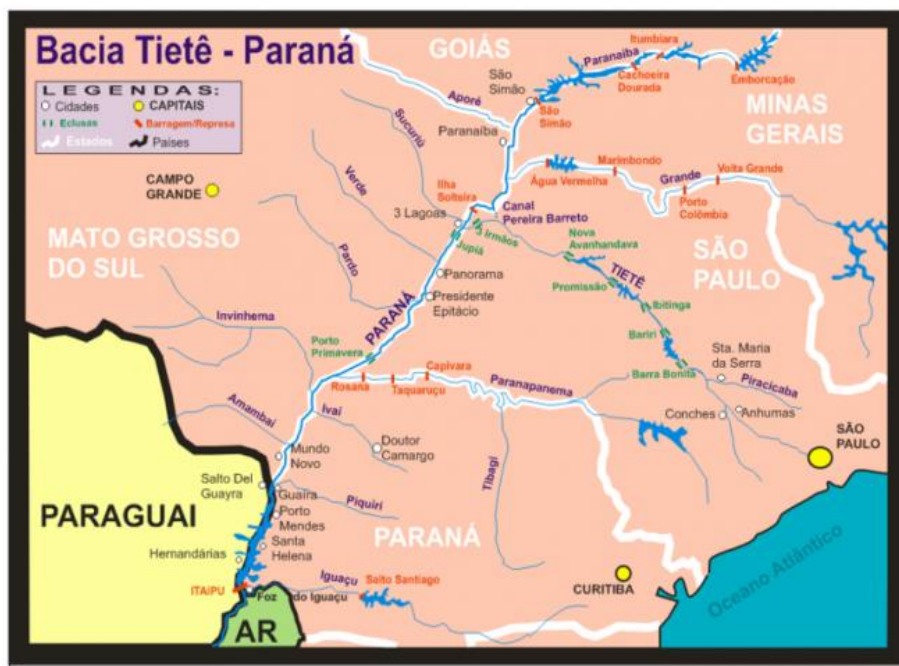 Bacia Tietê - Paraná
LEGENDAS:
Cidades
CAPITAIS
Eclusas
Barragem/Represa
Estados
Países
GOIÁS
Itumbiara
Paranaiba
Cachoeira
Dourada
Emborcação
São
Simão
São
Simão
Aporé
Paranaíba
MINAS
GERAIS
Sucuriú
Verde
Pardo
CAMPO
GRANDE
MATO GROSSO
DO SUL
Ilha
Solteira
3 Lagoas
Jupiá
3 irmãos
Canal
Pereira Barreto
Água Vermelha
Marimbondo
Grande
Volta Grande
Porto
Colômbia
Nova
Avanhandava
SÃO
PAULO
TIETÊ
Promissão
Ibitinga
Bariri
Barra Bonita
Sta. Maria
da Serra
Piracicaba
Conches
Anhumas
SÃO
PAULO
Panorama
Presidente
Epitácio
PARANÁ
Invinhema
Porto
Primavera
Rosana
Taquaruçu
Capivara
Paranapanema
Amambai
Ivai
Mundo
Novo
Doutor
Camargo
Tibagi
Salto Del
Guayra
Guaíra
Piquiri
Porto
Mendes
Santa
Helena
Hernandárias
PARAGUAI
PARANÁ
ITAIPU
Foz do Iguaçu
Iguaçu
Salto Santiago
AR
CURITIBA
Oceano Atlântico